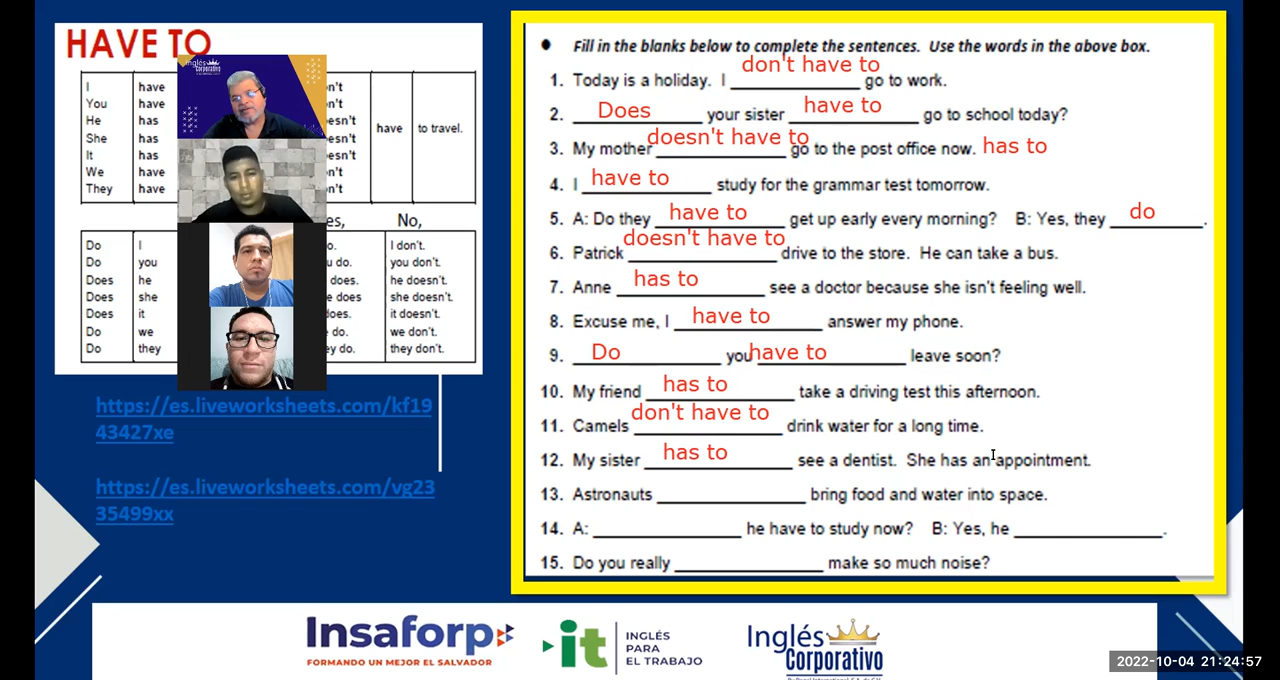 HAVE TO
I have
You have
He has
She has
It has
We have
They have
have to travel.
No,
Do I I don't.
Do you you don't.
Does he does. he doesn't.
Does she she doesn't.
Does it does. it doesn't.
Do we do. we don't.
Do they do. they don't.
https://es.liveworksheets.com/kf19
43427xe
https://es.liveworksheets.com/vg23
35499xx
Fill in the blanks below to complete the sentences. Use the words in the above box.
1. Today is a holiday. I don't have to go to work.
2. Does your sister have to go to school today?
3. My mother doesn't have to go to the post office now. has to
4. I have to study for the grammar test tomorrow.
5. A: Do they have to get up early every morning? B: Yes, they do.
6. Patrick doesn't have to drive to the store. He can take a bus.
7. Anne has to see a doctor because she isn't feeling well.
8. Excuse me, I have to answer my phone.
9. Do you have to leave soon?
10. My friend has to take a driving test this afternoon.
11. Camels don't have to drink water for a long time.
12. My sister has to see a dentist. She has an appointment.
13. Astronauts ______ bring food and water into space.
14. A: ______ he have to study now? B: Yes, he ______.
15. Do you really ______ make so much noise?
Inglés
Corporativo
Insaforp
FORMANDO UN MEJOR EL SALVADOR
it
INGLÉS
PARA
EL TRABAJO
Inglés
Corporativo
2022-10-04 21:24:57